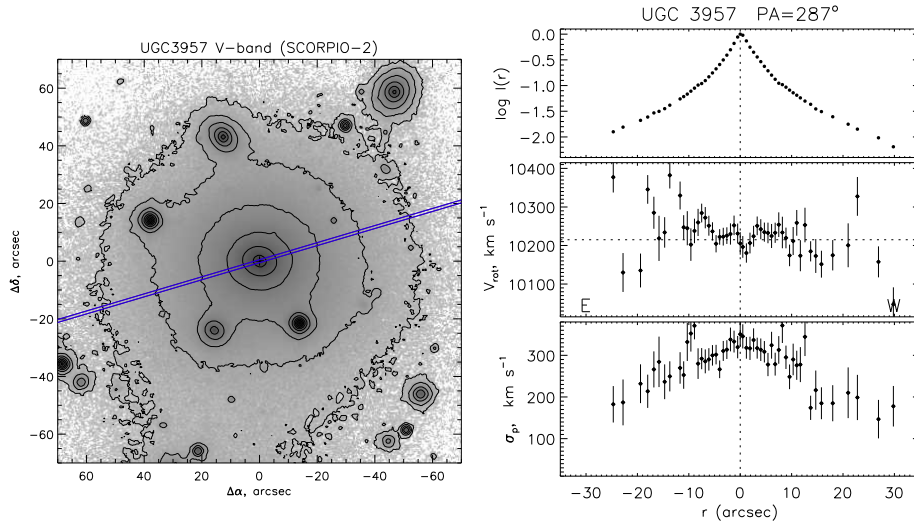 UGC3957 V-band (SCORPIO-2)
60
40
20
0
−20
−40
−60
Δδ, arcsec
60 40 20 0 −20 −40 −60
Δα, arcsec
UGC 3957 PA=287°
0.0
−0.5
−1.0
−1.5
−2.0
log I(r)
10400
10300
10200
10100
V_rot, km s⁻¹
E W
300
200
100
σ_p, km s⁻¹
−30 −20 −10 0 10 20 30
r (arcsec)